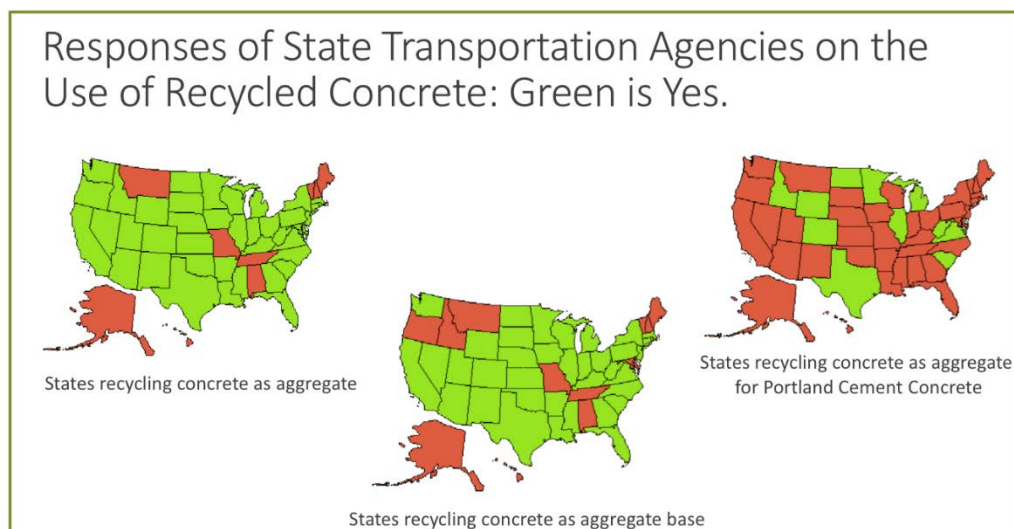 Responses of State Transportation Agencies on the
Use of Recycled Concrete: Green is Yes.
States recycling concrete as aggregate
States recycling concrete as aggregate base
States recycling concrete as aggregate
for Portland Cement Concrete